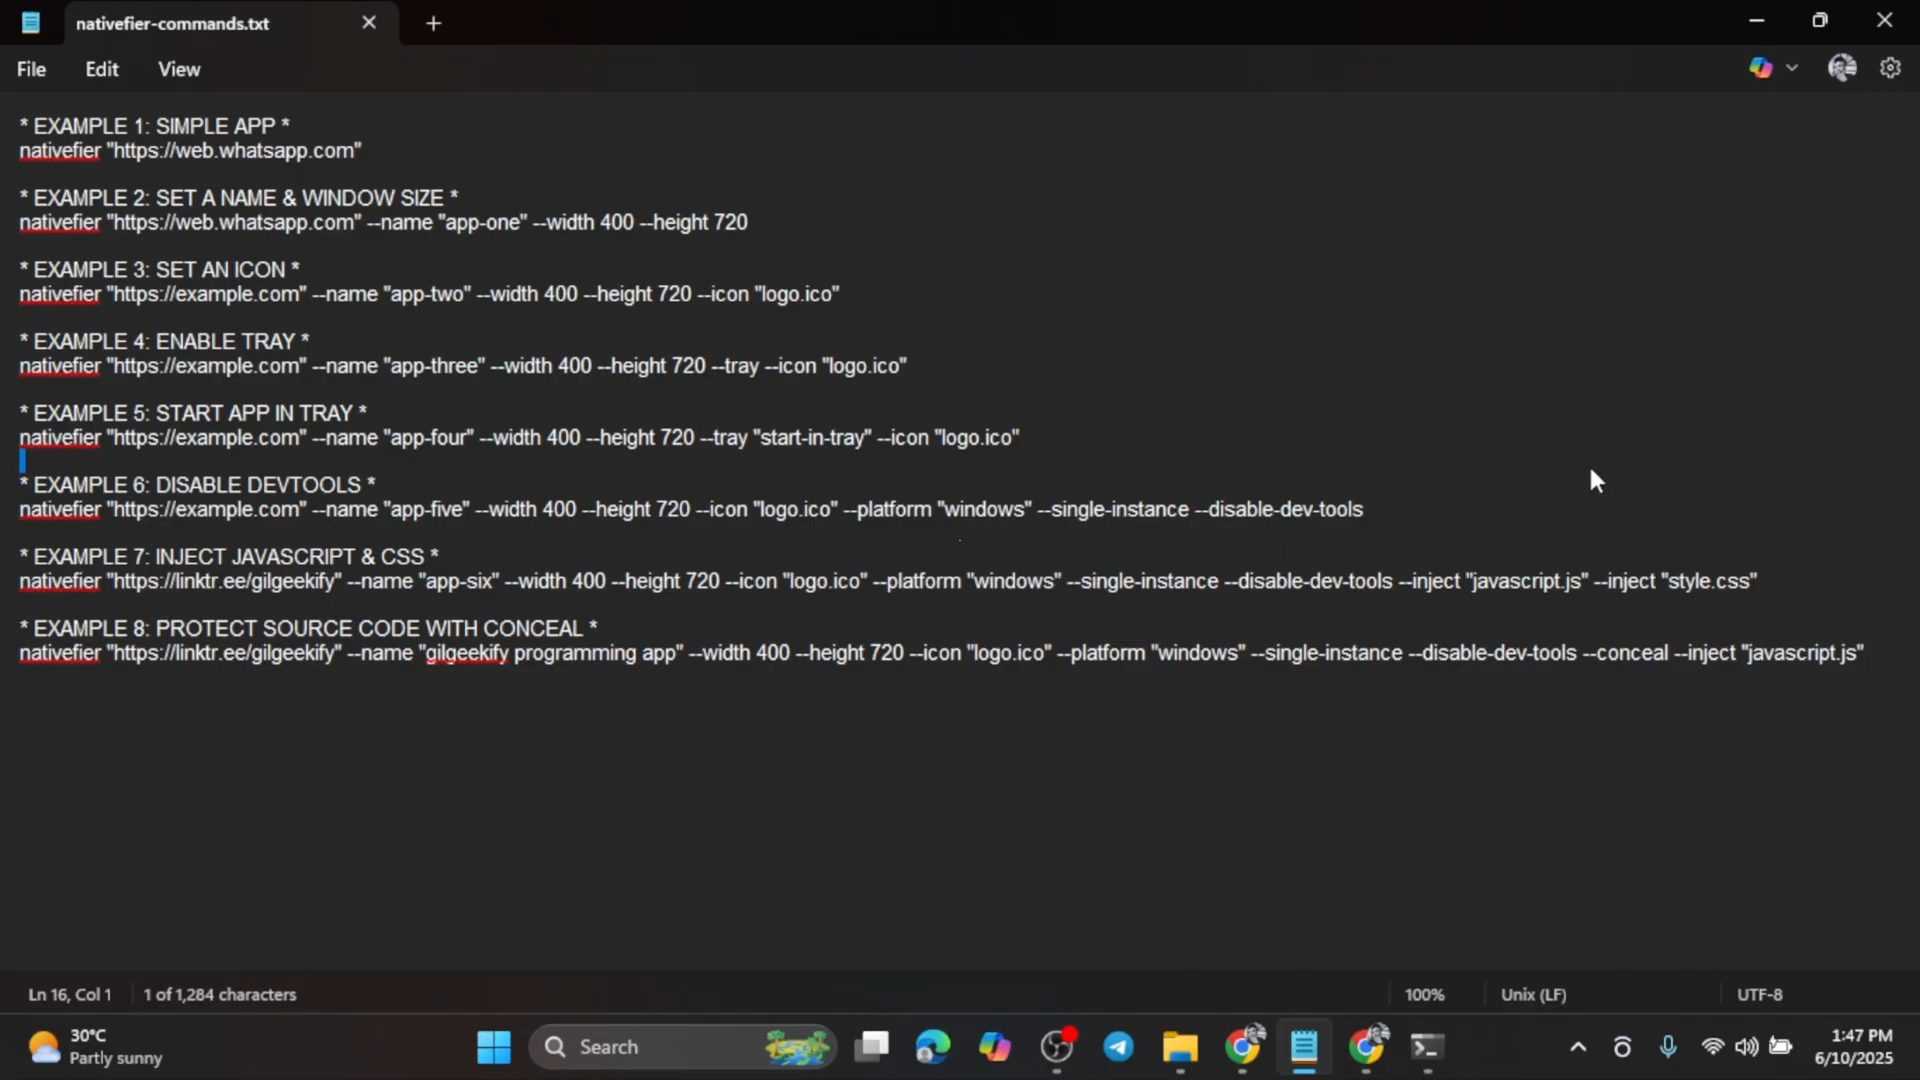 nativefier-commands.txt
File Edit View
* EXAMPLE 1: SIMPLE APP *
nativefier "https://web.whatsapp.com"
* EXAMPLE 2: SET A NAME & WINDOW SIZE *
nativefier "https://web.whatsapp.com" --name "app-one" --width 400 --height 720
* EXAMPLE 3: SET AN ICON *
nativefier "https://example.com" --name "app-two" --width 400 --height 720 --icon "logo.ico"
* EXAMPLE 4: ENABLE TRAY *
nativefier "https://example.com" --name "app-three" --width 400 --height 720 --tray --icon "logo.ico"
* EXAMPLE 5: START APP IN TRAY *
nativefier "https://example.com" --name "app-four" --width 400 --height 720 --tray "start-in-tray" --icon "logo.ico"
* EXAMPLE 6: DISABLE DEVTOOLS *
nativefier "https://example.com" --name "app-five" --width 400 --height 720 --icon "logo.ico" --platform "windows" --single-instance --disable-dev-tools
* EXAMPLE 7: INJECT JAVASCRIPT & CSS *
nativefier "https://linktr.ee/gilgeekify" --name "app-six" --width 400 --height 720 --icon "logo.ico" --platform "windows" --single-instance --disable-dev-tools --inject "javascript.js" --inject "style.css"
* EXAMPLE 8: PROTECT SOURCE CODE WITH CONCEAL *
nativefier "https://linktr.ee/gilgeekify" --name "gilgeekify programming app" --width 400 --height 720 --icon "logo.ico" --platform "windows" --single-instance --disable-dev-tools --conceal --inject "javascript.js"
Ln 16, Col 1 1 of 1,284 characters 100% Unix (LF) UTF-8
30°C
Partly sunny
Search
1:47 PM
6/10/2025